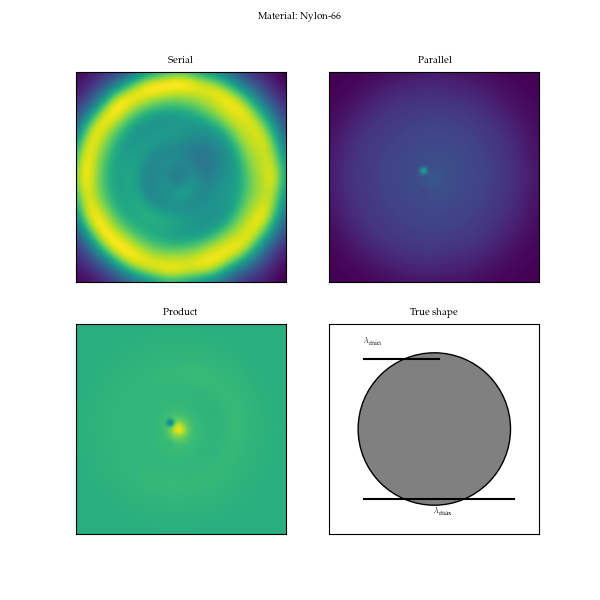 Material: Nylon-66
Serial
Parallel
Product
True shape
λmin
λmax